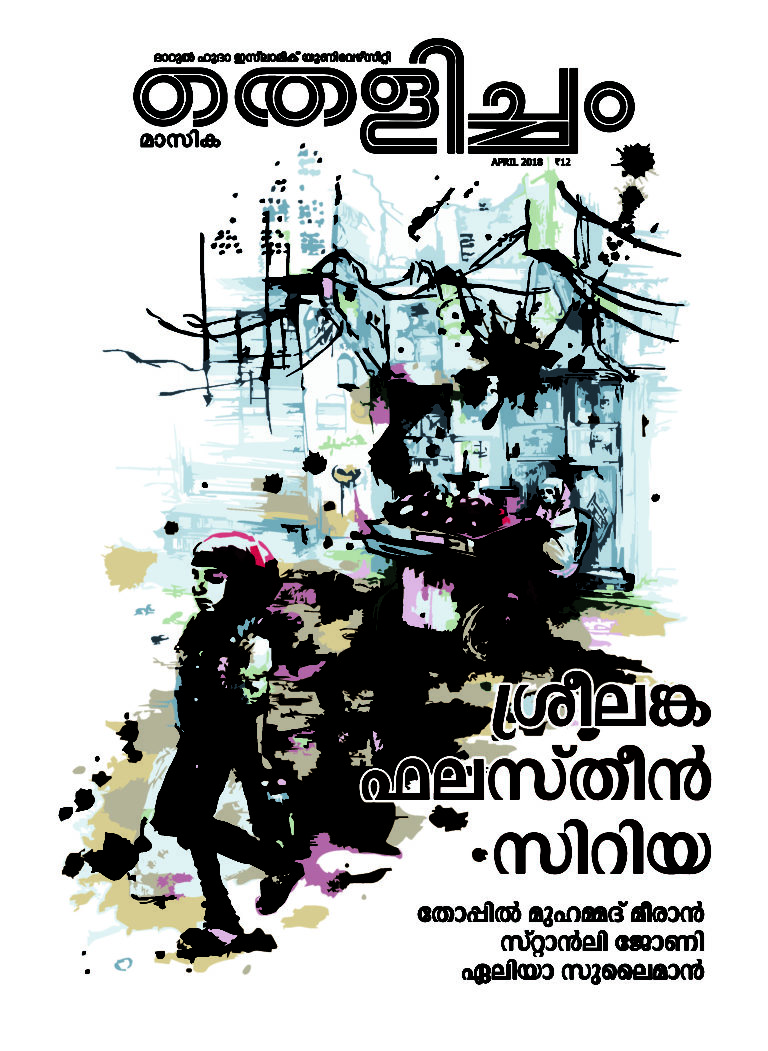 ദാറുൽ ഹുദാ ഇസ്‌ലാമിക് യൂണിവേഴ്‌സിറ്റി
തെളിച്ചം
മാസിക
APRIL 2018 ₹12
ശ്രീലങ്ക
ഫലസ്തീൻ
സിറിയ
തോപ്പിൽ മുഹമ്മദ് മീരാൻ
സ്റ്റാൻലി ജോണി
ഏലിയാ സുലൈമാൻ